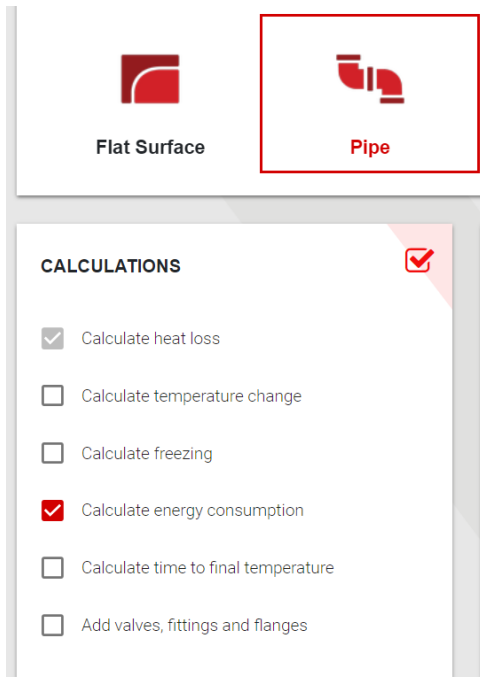 Flat Surface
Pipe
CALCULATIONS
Calculate heat loss
Calculate temperature change
Calculate freezing
Calculate energy consumption
Calculate time to final temperature
Add valves, fittings and flanges